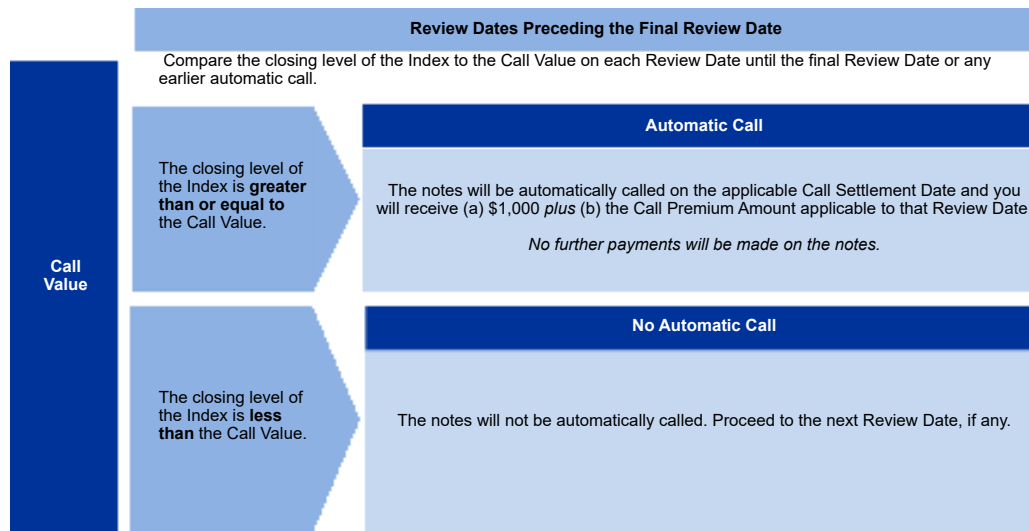 Review Dates Preceding the Final Review Date
Compare the closing level of the Index to the Call Value on each Review Date until the final Review Date or any
earlier automatic call.
Call
Value
The closing level of
the Index is greater
than or equal to
the Call Value.
Automatic Call
The notes will be automatically called on the applicable Call Settlement Date and you
will receive (a) $1,000 plus (b) the Call Premium Amount applicable to that Review Date
No further payments will be made on the notes.
The closing level of
the Index is less
than the Call Value.
No Automatic Call
The notes will not be automatically called. Proceed to the next Review Date, if any.